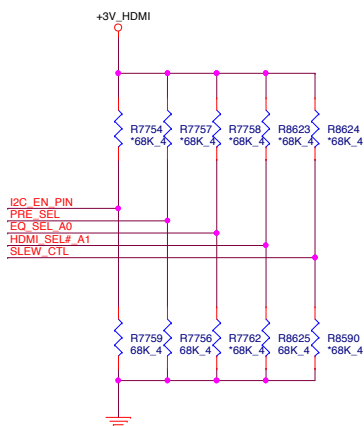 +3V_HDMI
R7754 R7757 R7758 R8623 R8624
*68K_4 *68K_4 *68K_4 *68K_4 *68K_4
I2C_EN_PIN
PRE_SEL
EQ_SEL_A0
HDMI_SEL#_A1
SLEW_CTL
R7759 R7756 R7762 R8625 R8590
68K_4 68K_4 *68K_4 68K_4 *68K_4